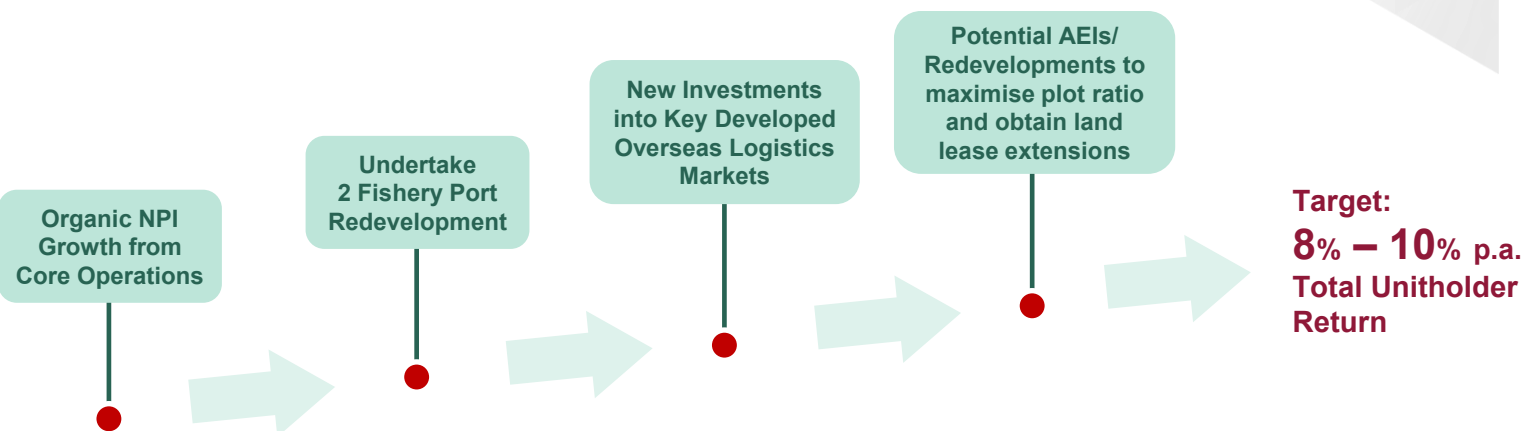 Organic NPI
Growth from
Core Operations
Undertake
2 Fishery Port
Redevelopment
New Investments
into Key Developed
Overseas Logistics
Markets
Potential AEIs/
Redevelopments to
maximise plot ratio
and obtain land
lease extensions
Target:
8% – 10% p.a.
Total Unitholder
Return